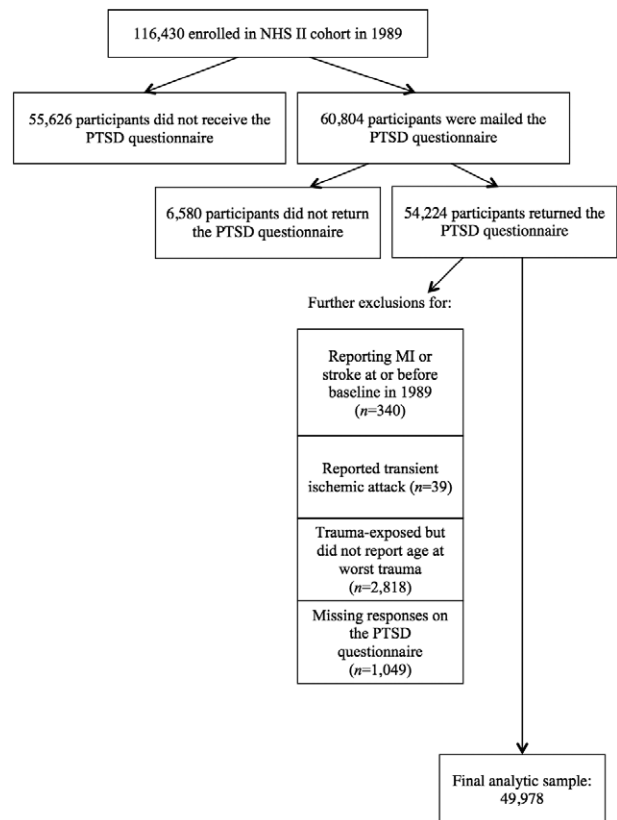 116,430 enrolled in NHS II cohort in 1989
55,626 participants did not receive the
PTSD questionnaire
60,804 participants were mailed the
PTSD questionnaire
6,580 participants did not return
the PTSD questionnaire
54,224 participants returned the
PTSD questionnaire
Further exclusions for:
Reporting MI or
stroke at or before
baseline in 1989
(n=340)
Reported transient
ischemic attack (n=39)
Trauma-exposed but
did not report age at
worst trauma
(n=2,818)
Missing responses on
the PTSD
questionnaire
(n=1,049)
Final analytic sample:
49,978